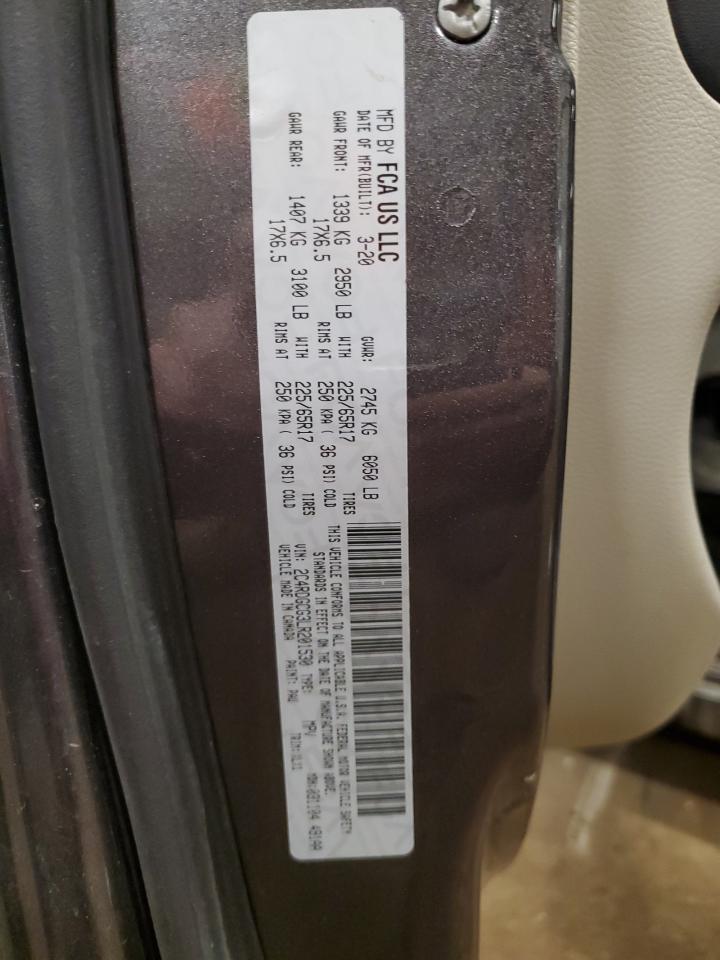 MFD BY FCA US LLC
DATE OF MFR(BUILT): 3-20 GVWR: 2745 KG 6050 LB
GAWR FRONT: 1339 KG 2950 LB WITH 225/65R17 TIRES
17X6.5 RIMS AT 250 KPA ( 36 PSI) COLD
GAWR REAR: 1407 KG 3100 LB WITH 225/65R17 TIRES
17X6.5 RIMS AT 250 KPA ( 36 PSI) COLD
THIS VEHICLE CONFORMS TO ALL APPLICABLE U.S.A. FEDERAL MOTOR VEHICLE SAFETY
STANDARDS IN EFFECT ON THE DATE OF MANUFACTURE SHOWN ABOVE.
VIN: 2C4RDGCG3LR201530 TYPE: MPV
VEHICLE MADE IN CANADA PAINT: PAU TRIM: